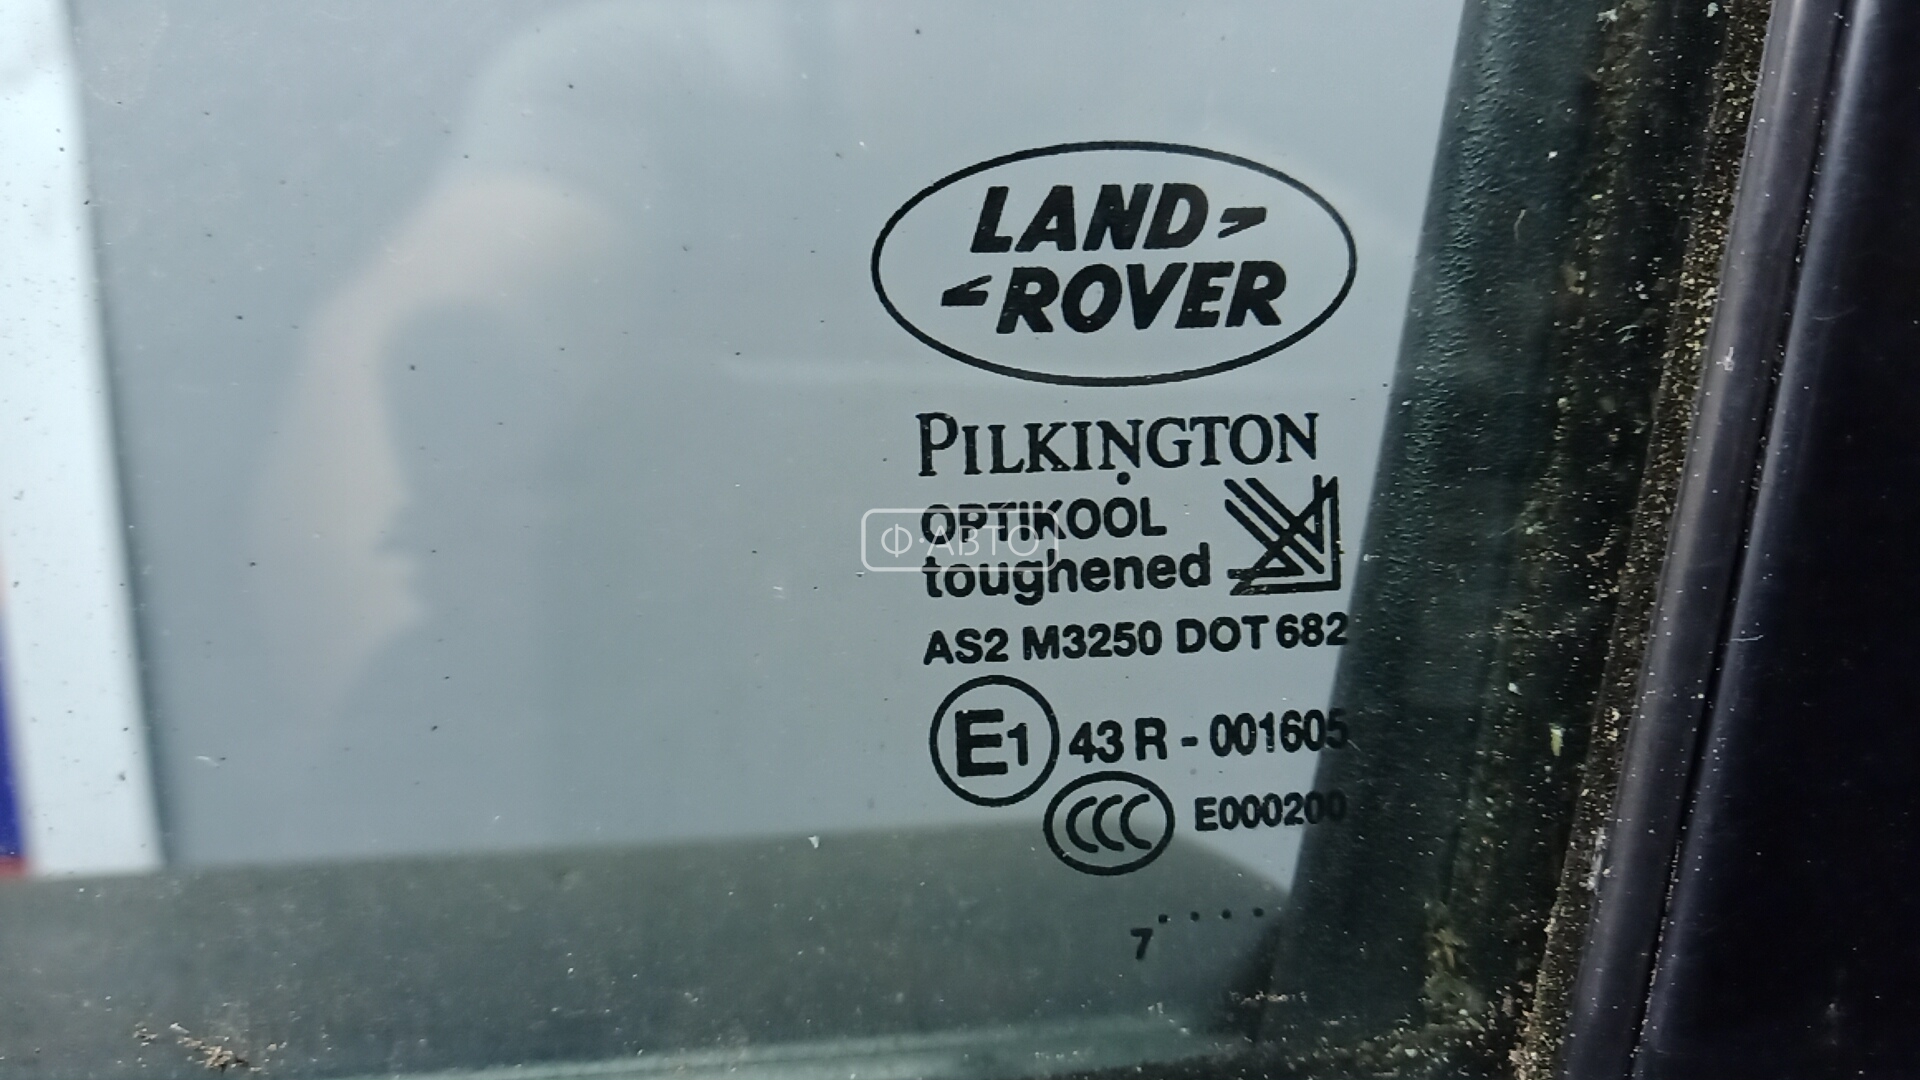 LAND
ROVER
PILKINGTON
OPTIKOOL
Ф·АВТО
toughened
AS2 M3250 DOT 682
E1 43 R - 001605
CCC E000200
7 ....